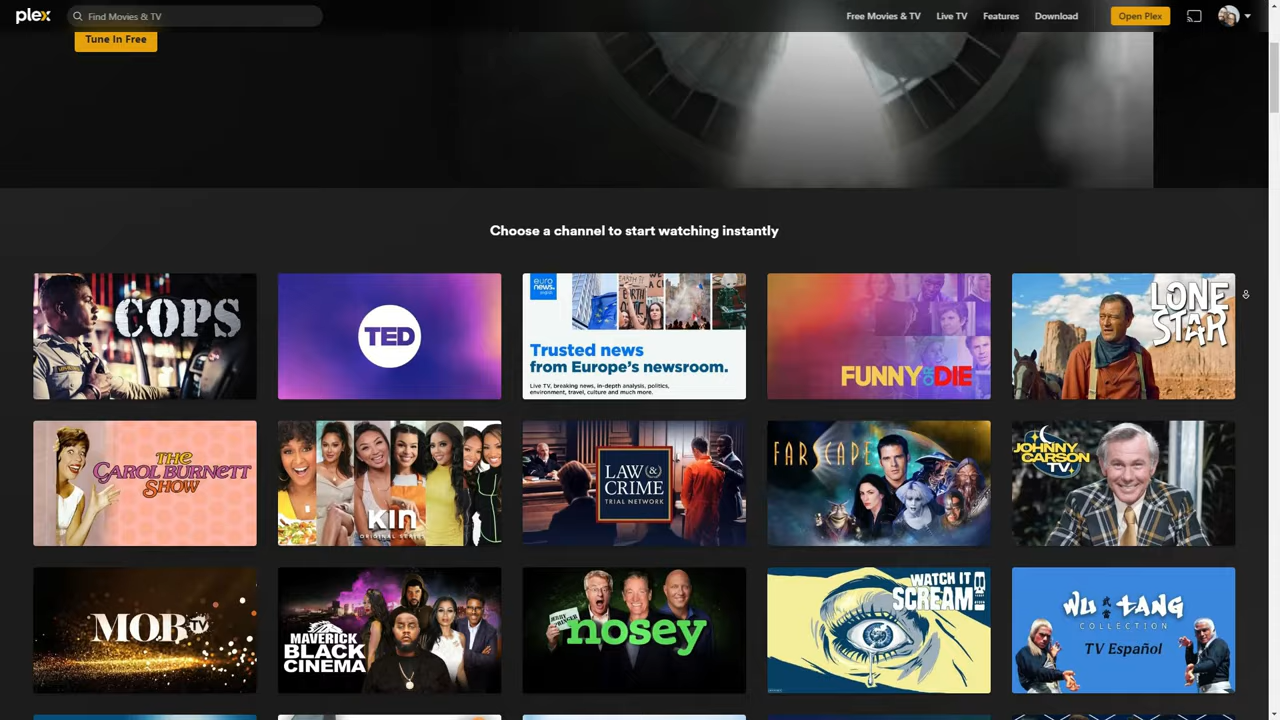 plex
Find Movies & TV
Free Movies & TV
Live TV
Features
Download
Open Plex
Tune In Free
Choose a channel to start watching instantly
COPS
TED
euro
news.
Trusted news
from Europe's newsroom.
Live TV, breaking news, in-depth analysis, politics,
environment, travel, culture and much more.
FUNNY OR DIE
LONE
STAR
THE
CAROL BURNETT
SHOW
kin
ORIGINAL SERIES
LAW &
CRIME
TRIAL NETWORK
FARSCAPE
JOHNNY
CARSON
TV
MOB TV
MAVERICK
BLACK
CINEMA
JERRY
SPRINGER
nosey
WATCH IT
SCREAM!
WU TANG
COLLECTION
TV Español